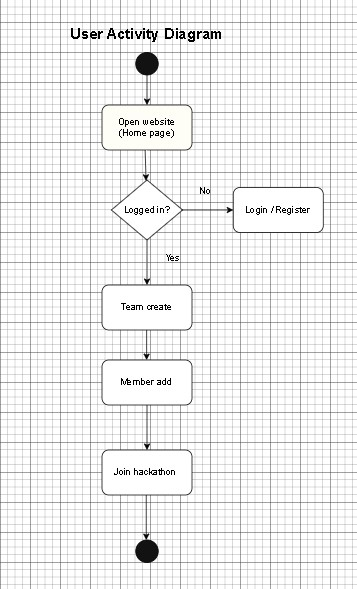 User Activity Diagram
Open website
(Home page)
Logged in?
No
Login / Register
Yes
Team create
Member add
Join hackathon